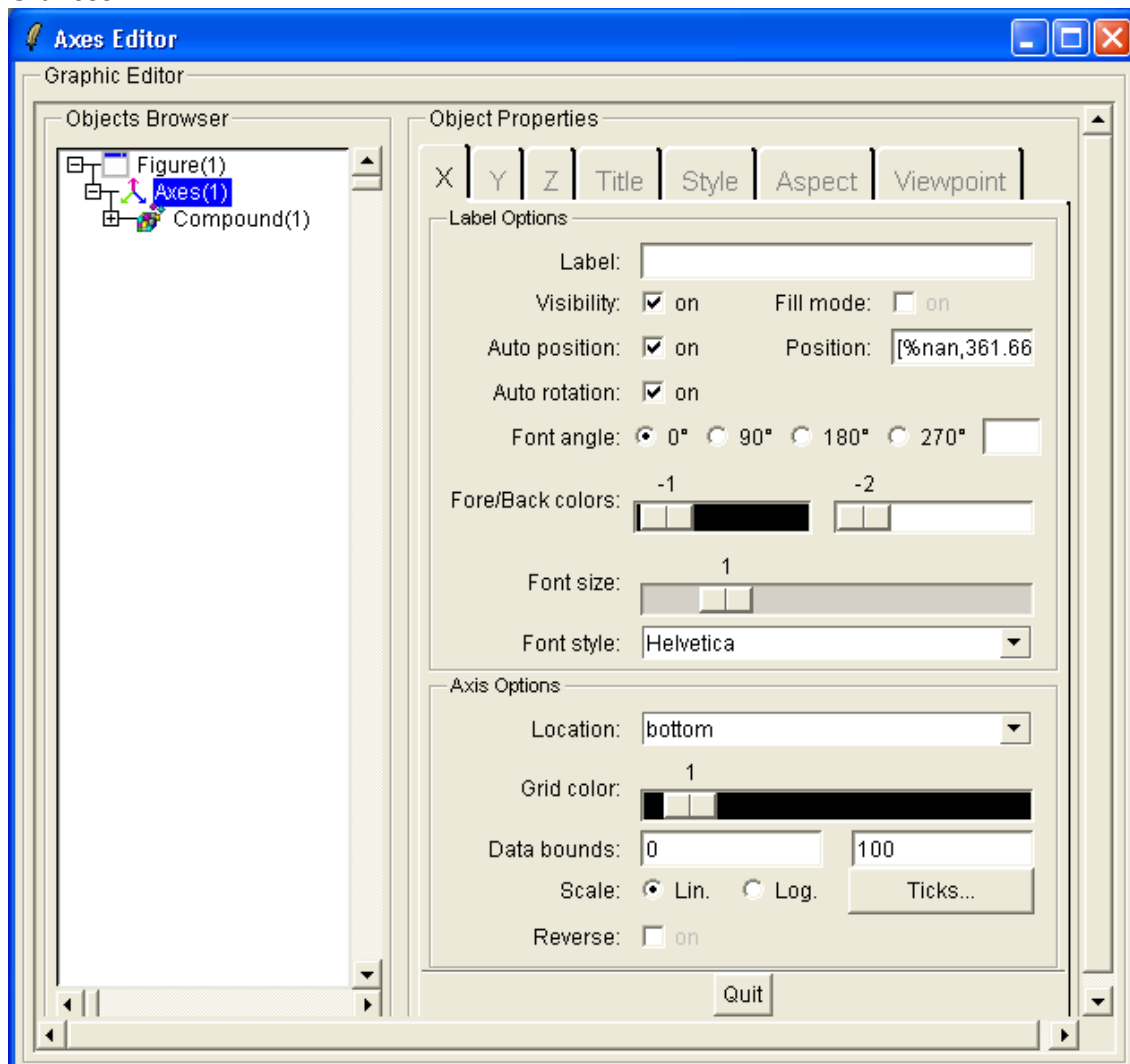 Axes Editor
Graphic Editor
Objects Browser
Figure(1)
Axes(1)
Compound(1)
Object Properties
X Y Z Title Style Aspect Viewpoint
Label Options
Label:
Visibility: on Fill mode: on
Auto position: on Position: [%nan,361.66
Auto rotation: on
Font angle: 0° 90° 180° 270°
-1 -2
Fore/Back colors:
1
Font size:
Font style: Helvetica
Axis Options
Location: bottom
1
Grid color:
Data bounds: 0 100
Scale: Lin. Log. Ticks...
Reverse: on
Quit